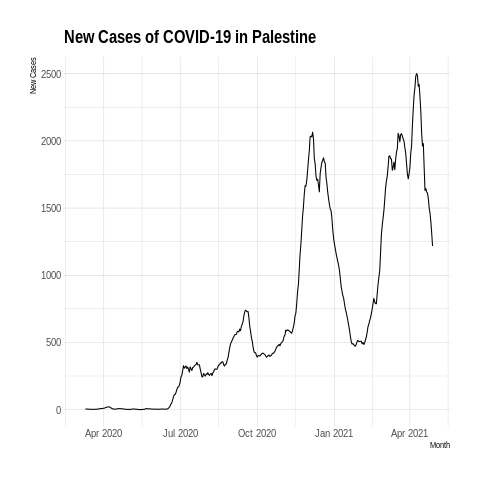 New Cases of COVID-19 in Palestine
New Cases
2500
2000
1500
1000
500
0
Apr 2020 Jul 2020 Oct 2020 Jan 2021 Apr 2021
Month